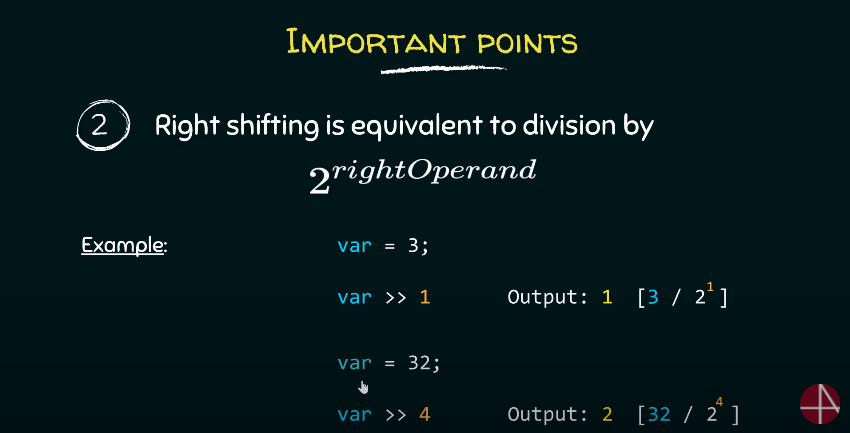 IMPORTANT POINTS
2 Right shifting is equivalent to division by
2^rightOperand
Example: var = 3;
var >> 1 Output: 1 [3 / 2^1]
var = 32;
var >> 4 Output: 2 [32 / 2^4]